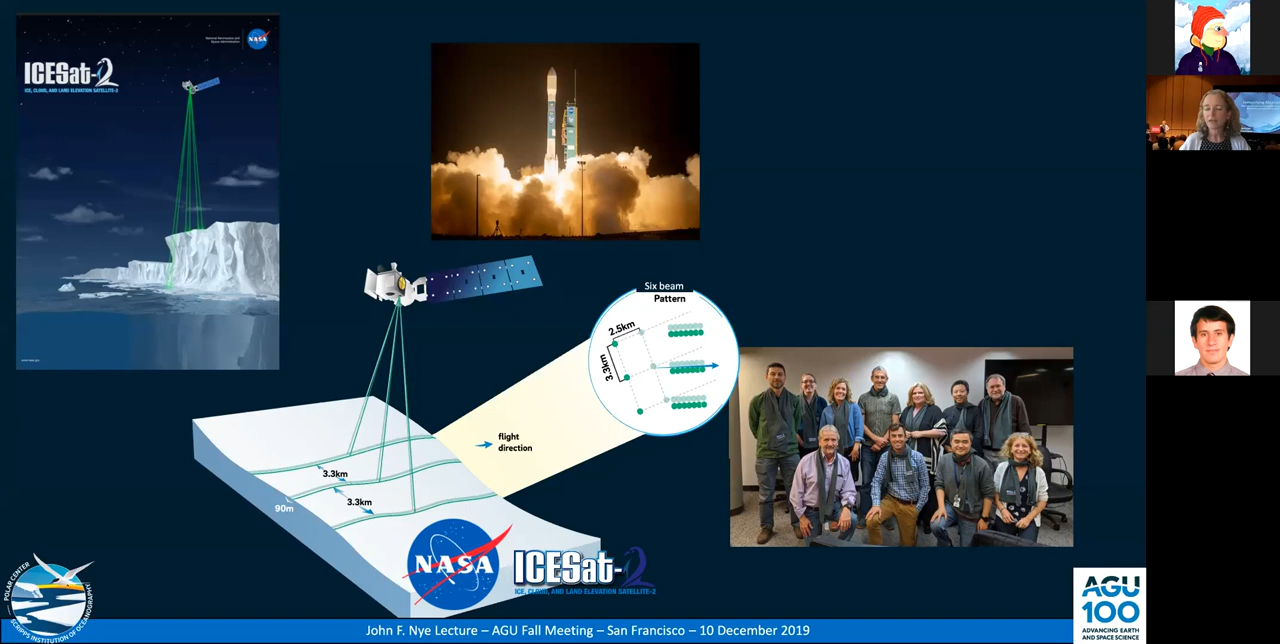 National Aeronautics and
Space Administration
NASA
ICESat-2
ICE, CLOUD, AND LAND ELEVATION SATELLITE-2
Six beam
Pattern
2.5km
3.3km
flight
direction
3.3km
3.3km
90m
NASA
ICESat-2
ICE, CLOUD, AND LAND ELEVATION SATELLITE-2
POLAR CENTER
SCRIPPS INSTITUTION OF OCEANOGRAPHY
John F. Nye Lecture – AGU Fall Meeting – San Francisco – 10 December 2019
AGU
100
ADVANCING EARTH
AND SPACE SCIENCE